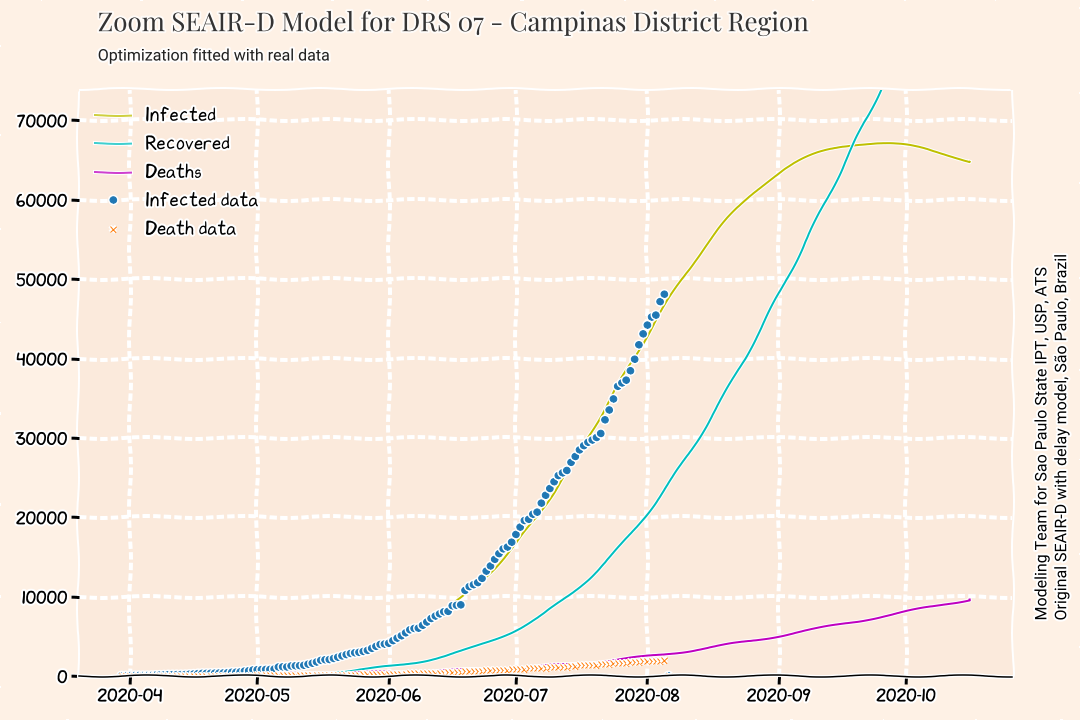 Zoom SEAIR-D Model for DRS 07 - Campinas District Region
Optimization fitted with real data
Infected
Recovered
Deaths
Infected data
Death data
70000
60000
50000
40000
30000
20000
10000
0
2020-04
2020-05
2020-06
2020-07
2020-08
2020-09
2020-10
Modeling Team for Sao Paulo State IPT, USP, ATS
Original SEAIR-D with delay model, São Paulo, Brazil